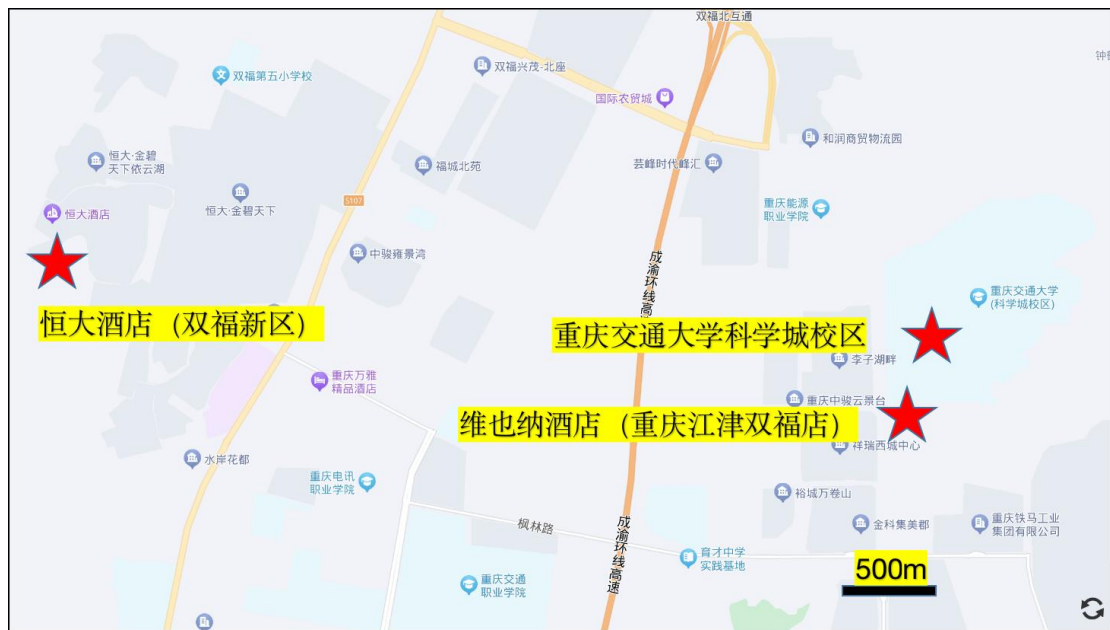 双福北互通
双福兴茂·北座
双福第五小学校
国际农贸城
和润商贸物流园
恒大·金碧
天下依云湖
福城北苑
芸峰时代峰汇
恒大·金碧天下
S107
重庆能源
职业学院
恒大酒店
中骏雍景湾
成渝环线高
重庆交通大学
(科学城校区)
恒大酒店（双福新区）
重庆交通大学科学城校区
李子湖畔
重庆万雅
精品酒店
重庆中骏云景台
维也纳酒店（重庆江津双福店）
祥瑞西城中心
水岸花都
重庆电讯
职业学院
裕城万卷山
枫林路
成渝环线高速
金科集美郡
重庆铁马工业
集团有限公司
育才中学
实践基地
500m
重庆交通
职业学院